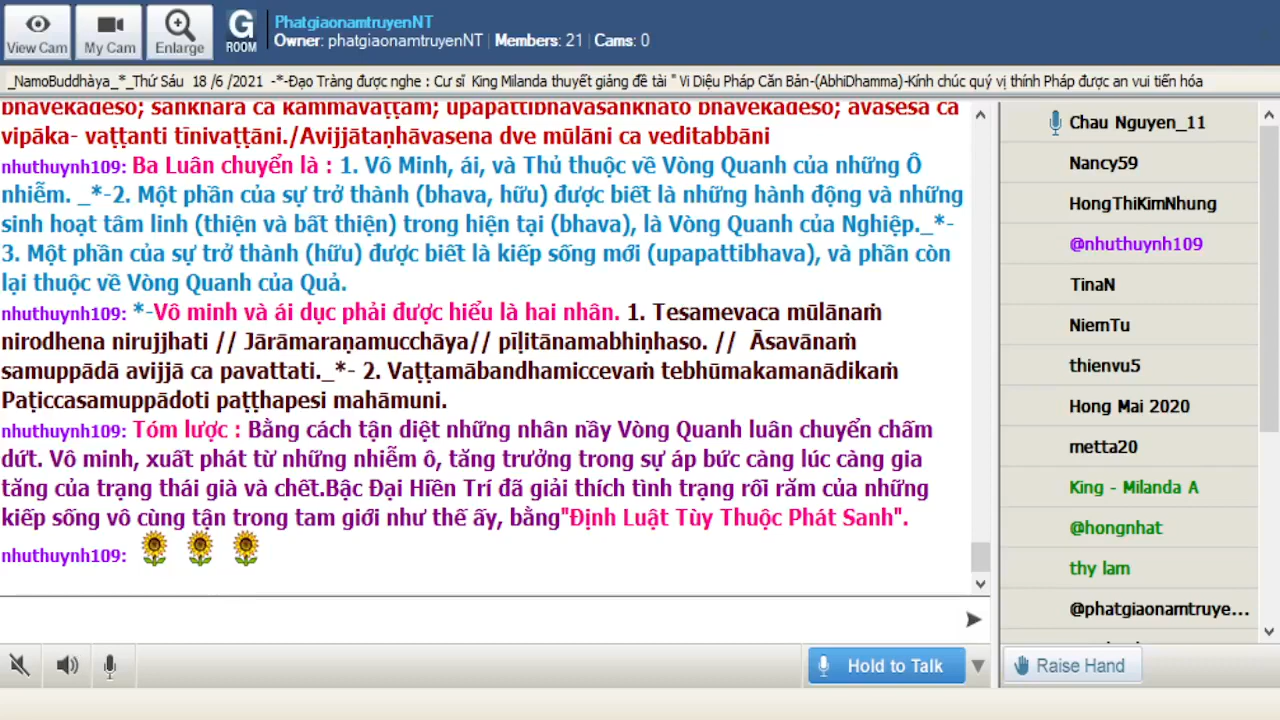 View Cam
My Cam
Enlarge
G
ROOM
PhatgiaonamtruyenNT
Owner: phatgiaonamtruyenNT | Members: 21 | Cams: 0
_NamoBuddhàya_*_Thứ Sáu 18 /6 /2021 -*-Đạo Tràng được nghe : Cư sĩ King Milanda thuyết giảng đề tài " Vi Diệu Pháp Căn Bản-(AbhiDhamma)-Kính chúc quý vị thính Pháp được an vui tiến hóa
bhavekadeso; sankhārā ca kammavaṭṭaṃ; upapattibhavasankhāto bhavekadeso; avasesā ca
vipāka- vaṭṭanti tīnivaṭṭāni./Avijjātaṇhāvasena dve mūlāni ca veditabbāni
nhuthuynh109: Ba Luân chuyển là : 1. Vô Minh, ái, và Thủ thuộc về Vòng Quanh của những Ô
nhiễm. _*-2. Một phần của sự trở thành (bhava, hữu) được biết là những hành động và những
sinh hoạt tâm linh (thiện và bất thiện) trong hiện tại (bhava), là Vòng Quanh của Nghiệp._*-
3. Một phần của sự trở thành (hữu) được biết là kiếp sống mới (upapattibhava), và phần còn
lại thuộc về Vòng Quanh của Quả.
nhuthuynh109: *-Vô minh và ái dục phải được hiểu là hai nhân. 1. Tesamevaca mūlānaṁ
nirodhena nirujjhati // Jārāmaraṇamucchāya// pīḷitānamabhiṇhaso. // Āsavānaṁ
samuppādā avijjā ca pavattati._*- 2. Vaṭṭamābandhamiccevaṁ tebhūmakamanādikaṁ
Paṭiccasamuppādoti paṭṭhapesi mahāmuni.
nhuthuynh109: Tóm lược : Bằng cách tận diệt những nhân nầy Vòng Quanh luân chuyển chấm
dứt. Vô minh, xuất phát từ những nhiễm ô, tăng trưởng trong sự áp bức càng lúc càng gia
tăng của trạng thái già và chết.Bậc Đại Hiền Trí đã giải thích tình trạng rối răm của những
kiếp sống vô cùng tận trong tam giới như thế ấy, bằng"Định Luật Tùy Thuộc Phát Sanh".
nhuthuynh109:
Hold to Talk
Chau Nguyen_11
Nancy59
HongThiKimNhung
@nhuthuynh109
TinaN
NiemTu
thienvu5
Hong Mai 2020
metta20
King - Milanda A
@hongnhat
thy lam
@phatgiaonamtruye...
Raise Hand